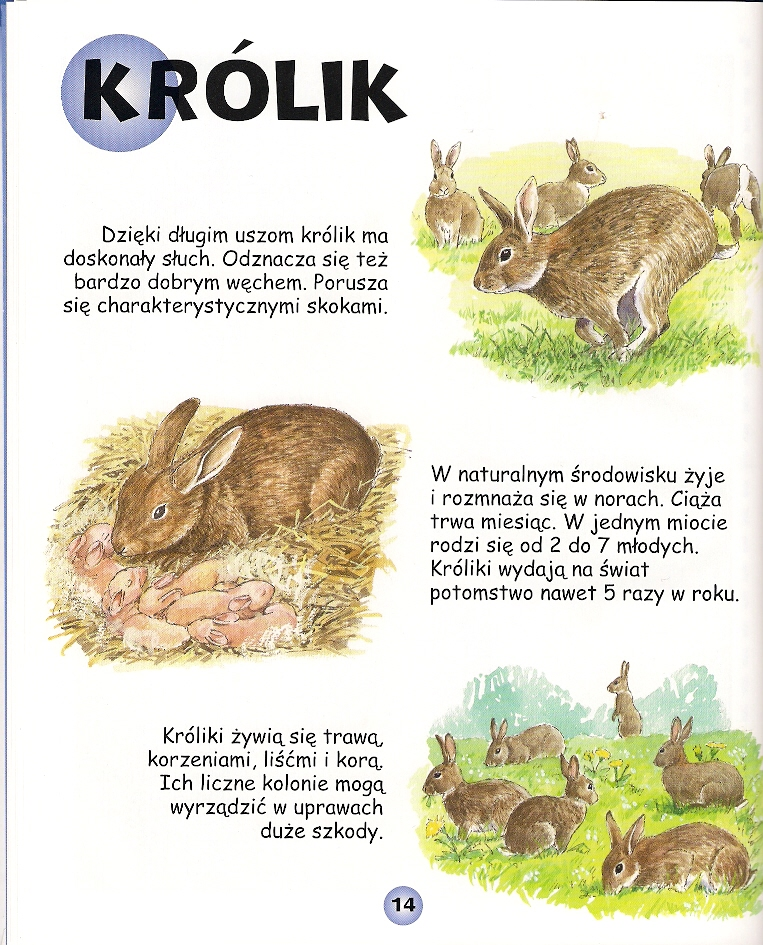 KRÓLIK
Dzięki długim uszom królik ma
doskonały słuch. Odznacza się też
bardzo dobrym węchem. Porusza
się charakterystycznymi skokami.
W naturalnym środowisku żyje
i rozmnaża się w norach. Ciąża
trwa miesiąc. W jednym miocie
rodzi się od 2 do 7 młodych.
Króliki wydają na świat
potomstwo nawet 5 razy w roku.
Króliki żywią się trawą,
korzeniami, liśćmi i korą.
Ich liczne kolonie mogą
wyrządzić w uprawach
duże szkody.
14